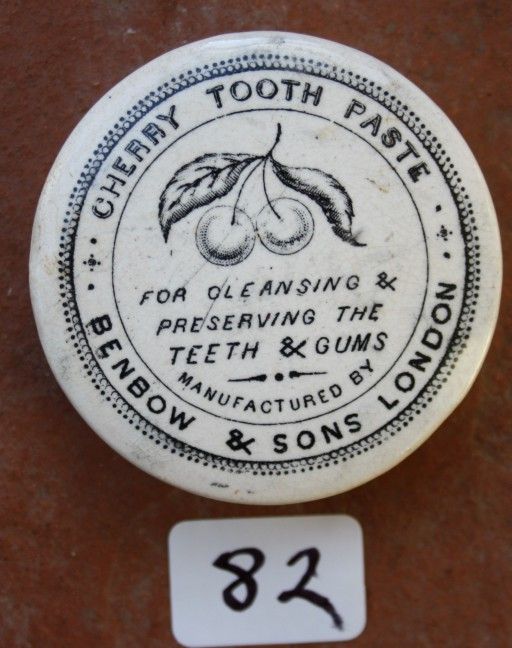 CHERRY TOOTH PASTE
FOR CLEANSING &
PRESERVING THE
TEETH & GUMS
MANUFACTURED BY
BENBOW & SONS LONDON
82